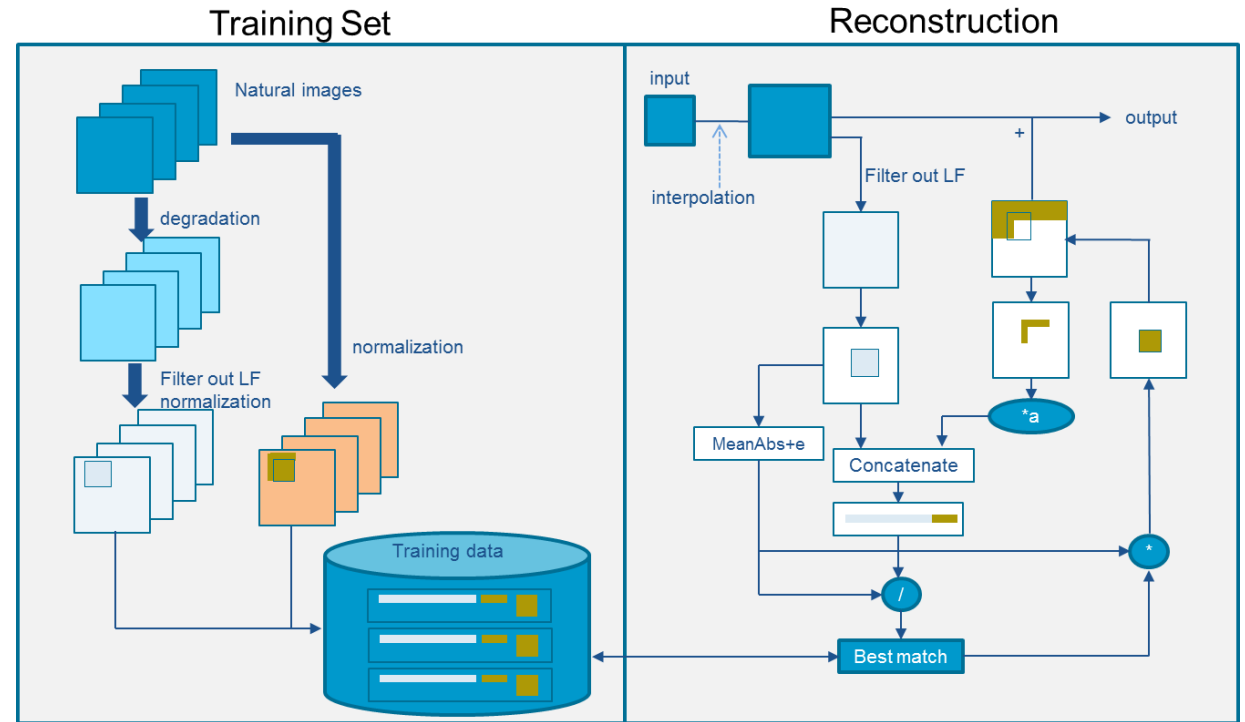 Training Set
Reconstruction
Natural images
degradation
normalization
Filter out LF
normalization
Training data
input
interpolation
output
+
Filter out LF
MeanAbs+e
*a
Concatenate
*
/
Best match